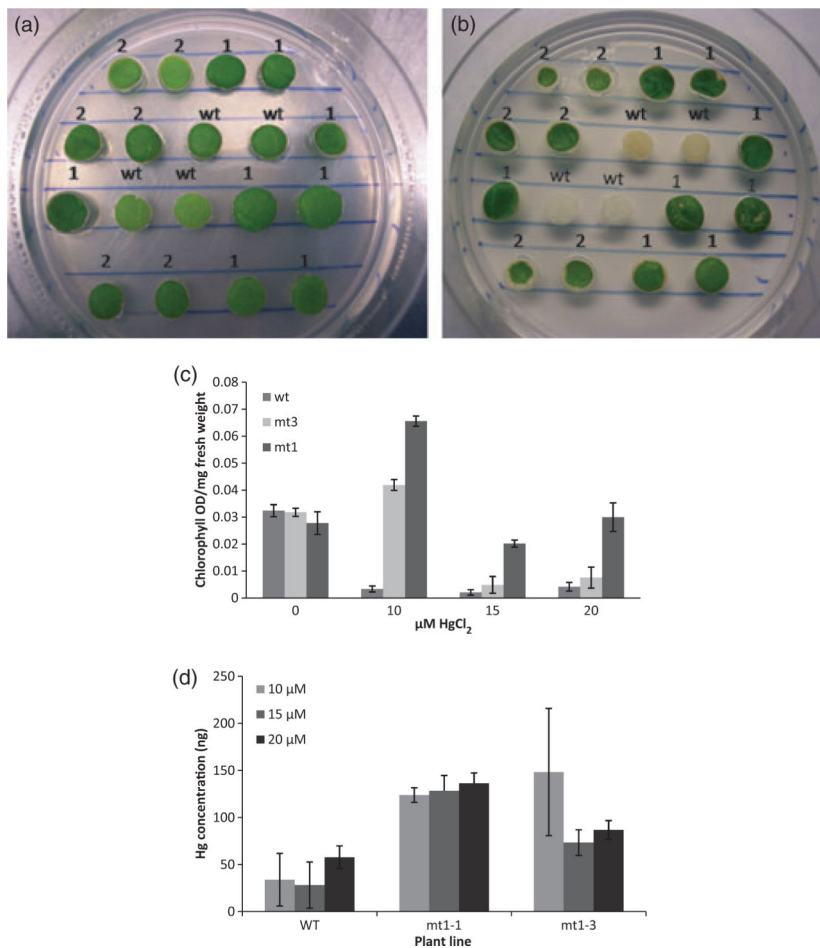 (a)
2 2 1 1
2 2 wt wt 1
1 wt wt 1 1
2 2 1 1
(b)
2 2 1 1
2 2 wt wt 1
1 wt wt 1 1
2 2 1 1
(c)
Chlorophyll OD/mg fresh weight
0.08
0.07
0.06
0.05
0.04
0.03
0.02
0.01
0
wt
mt3
mt1
0 10 15 20
µM HgCl₂
(d)
Hg concentration (ng)
250
200
150
100
50
0
10 µM
15 µM
20 µM
WT mt1-1 mt1-3
Plant line